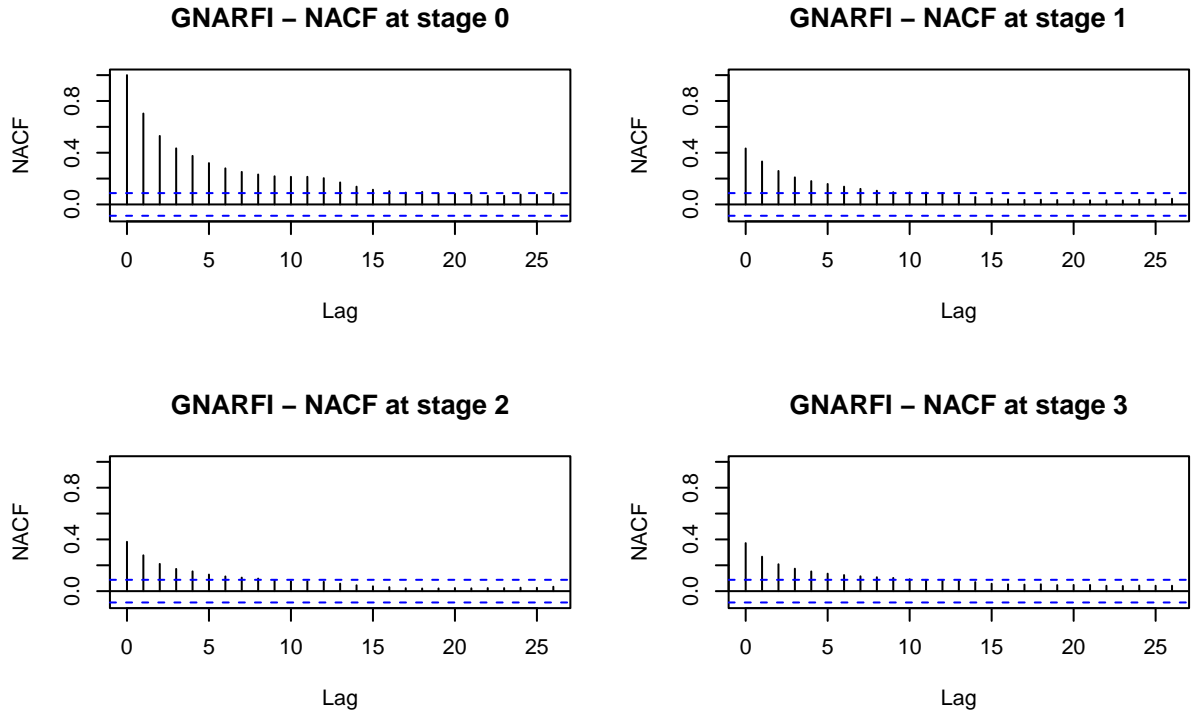 GNARFI − NACF at stage 0
NACF
0.0 0.4 0.8
0 5 10 15 20 25
Lag
GNARFI − NACF at stage 1
NACF
0.0 0.4 0.8
0 5 10 15 20 25
Lag
GNARFI − NACF at stage 2
NACF
0.0 0.4 0.8
0 5 10 15 20 25
Lag
GNARFI − NACF at stage 3
NACF
0.0 0.4 0.8
0 5 10 15 20 25
Lag